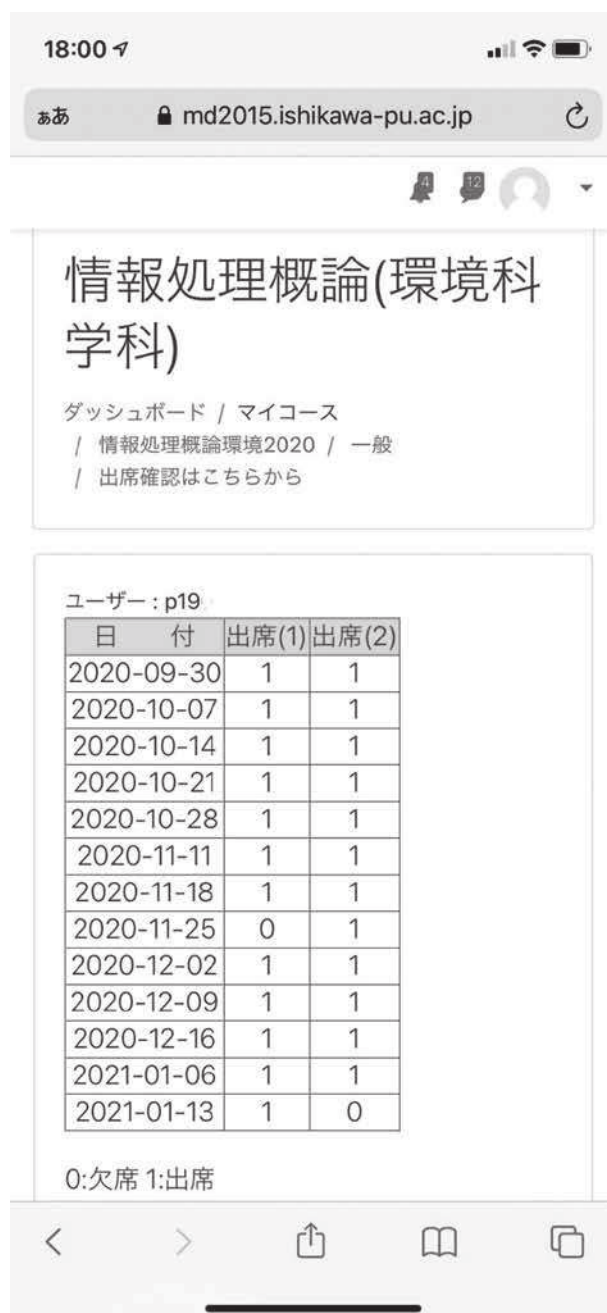 18:00
ぁあ md2015.ishikawa-pu.ac.jp
4 12
情報処理概論(環境科
学科)
ダッシュボード / マイコース
/ 情報処理概論環境2020 / 一般
/ 出席確認はこちらから
ユーザー : p19
日 付 出席(1) 出席(2)
2020-09-30 1 1
2020-10-07 1 1
2020-10-14 1 1
2020-10-21 1 1
2020-10-28 1 1
2020-11-11 1 1
2020-11-18 1 1
2020-11-25 0 1
2020-12-02 1 1
2020-12-09 1 1
2020-12-16 1 1
2021-01-06 1 1
2021-01-13 1 0
0:欠席 1:出席